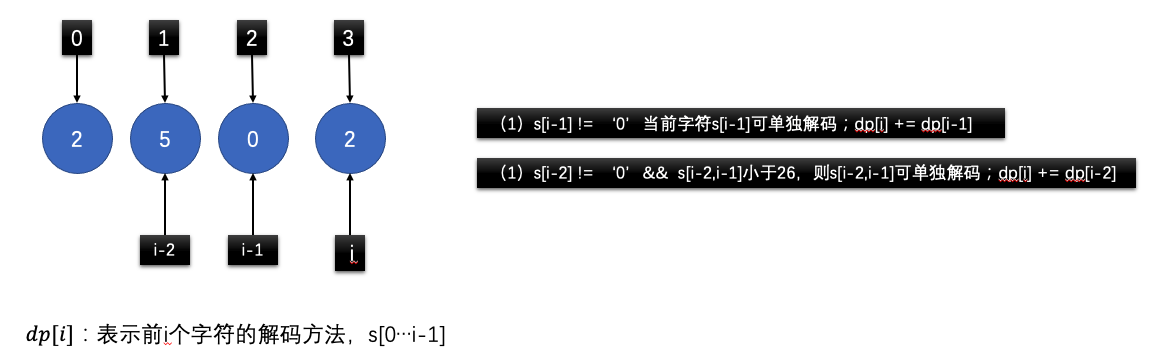 0 1 2 3
2 5 0 2
（1）s[i-1] != ‘0’ 当前字符s[i-1]可单独解码；dp[i] += dp[i-1]
（1）s[i-2] != ‘0’ && s[i-2,i-1]小于26，则s[i-2,i-1]可单独解码；dp[i] += dp[i-2]
i-2 i-1 i
dp[i]：表示前i个字符的解码方法，s[0…i-1]